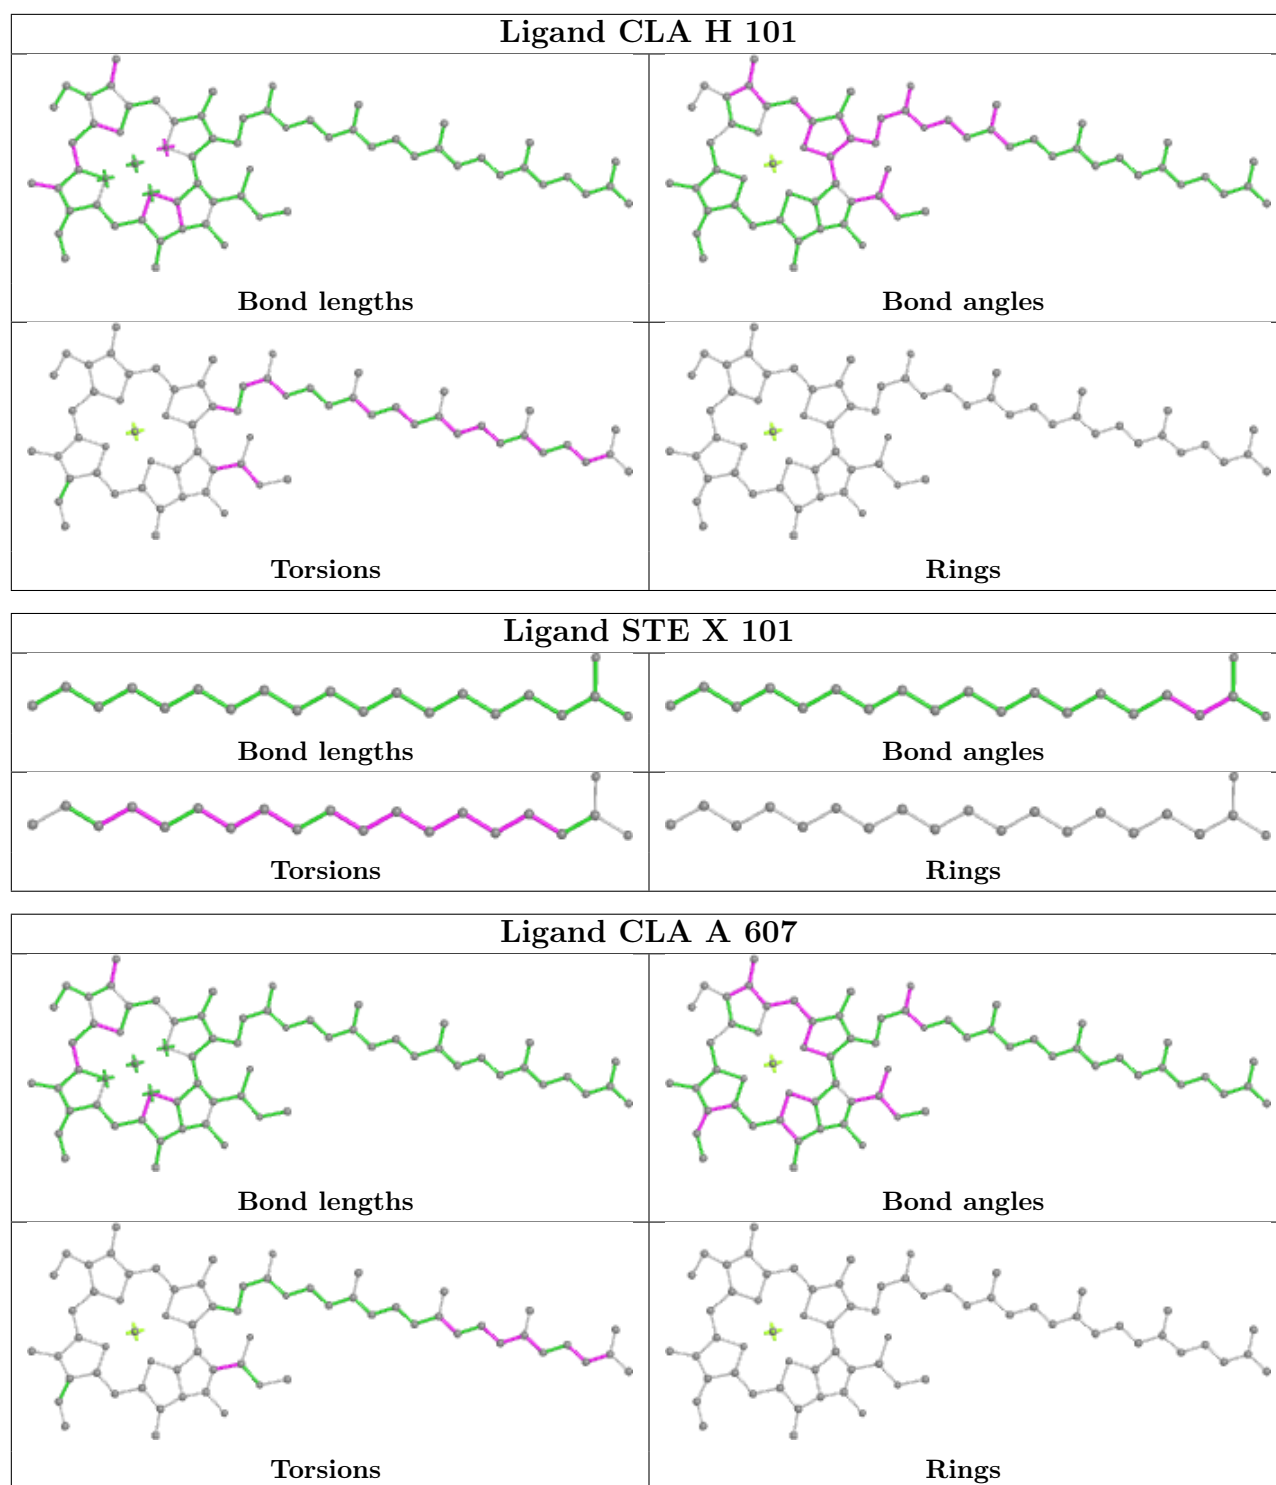 Ligand CLA H 101
Bond lengths
Bond angles
Torsions
Rings
Ligand STE X 101
Bond lengths
Bond angles
Torsions
Rings
Ligand CLA A 607
Bond lengths
Bond angles
Torsions
Rings